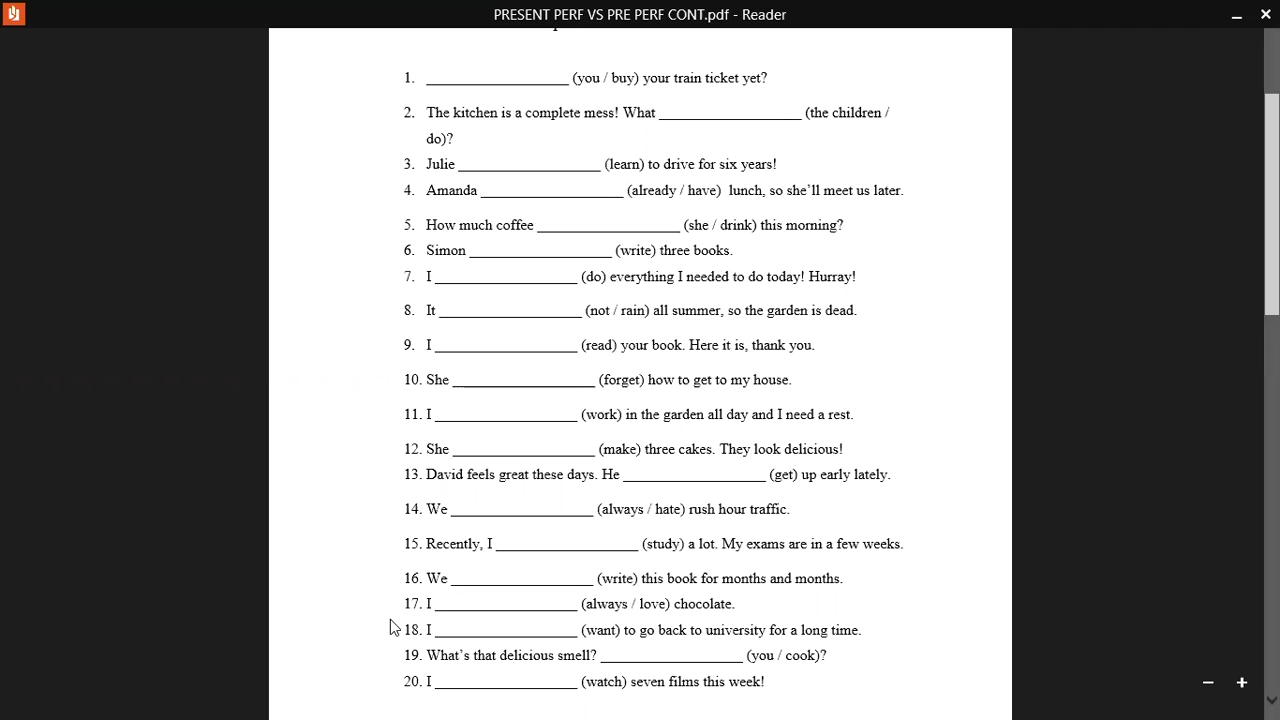 PRESENT PERF VS PRE PERF CONT.pdf - Reader
1. ___________________ (you / buy) your train ticket yet?
2. The kitchen is a complete mess! What ___________________ (the children /
do)?
3. Julie ___________________ (learn) to drive for six years!
4. Amanda ___________________ (already / have)  lunch, so she’ll meet us later.
5. How much coffee ___________________ (she / drink) this morning?
6. Simon ___________________ (write) three books.
7. I ___________________ (do) everything I needed to do today! Hurray!
8. It ___________________ (not / rain) all summer, so the garden is dead.
9. I ___________________ (read) your book. Here it is, thank you.
10. She ___________________ (forget) how to get to my house.
11. I ___________________ (work) in the garden all day and I need a rest.
12. She ___________________ (make) three cakes. They look delicious!
13. David feels great these days. He ___________________ (get) up early lately.
14. We ___________________ (always / hate) rush hour traffic.
15. Recently, I ___________________ (study) a lot. My exams are in a few weeks.
16. We ___________________ (write) this book for months and months.
17. I ___________________ (always / love) chocolate.
18. I ___________________ (want) to go back to university for a long time.
19. What’s that delicious smell? ___________________ (you / cook)?
20. I ___________________ (watch) seven films this week!